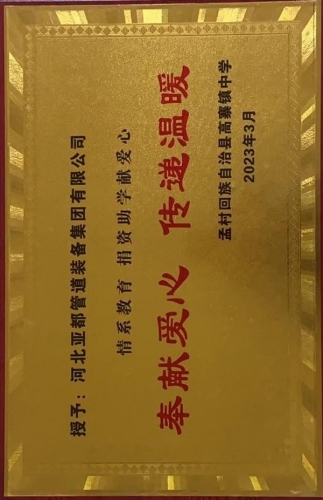 授予：河北亚都管道装备集团有限公司
情系教育 捐资助学献爱心
奉献爱心 传递温暖
孟村回族自治县高寨镇中学
2023年3月